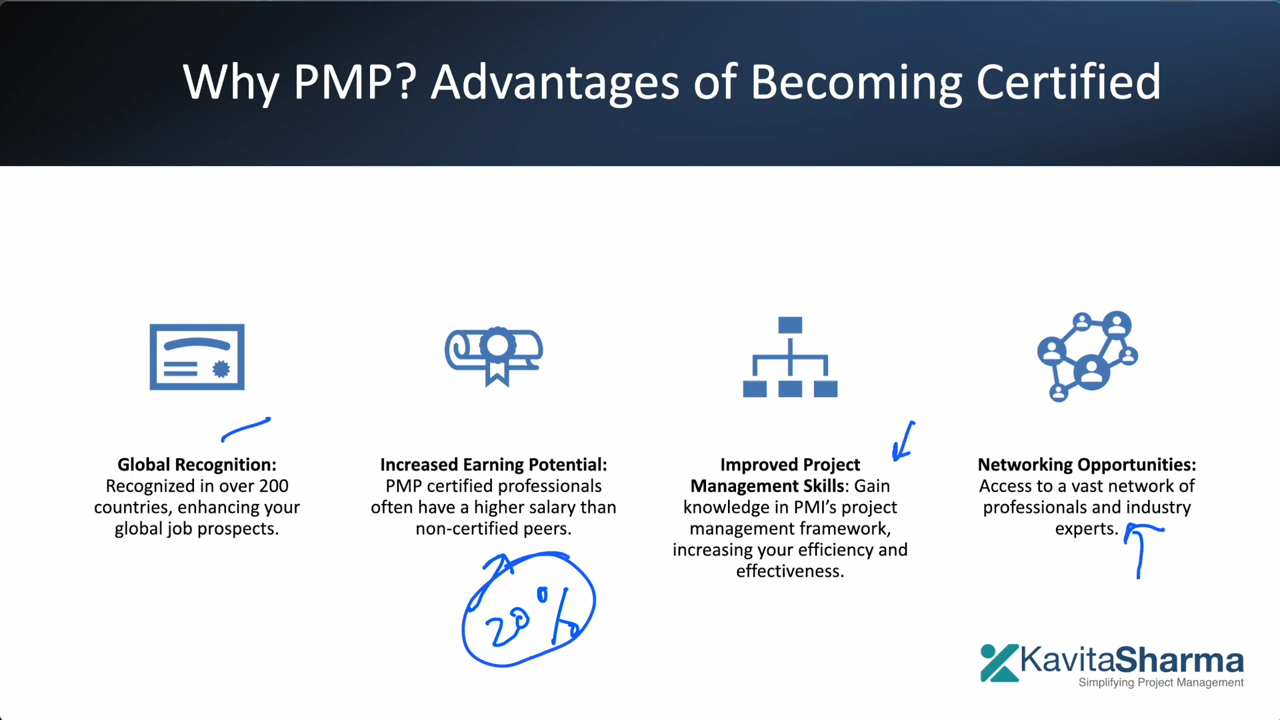 Why PMP? Advantages of Becoming Certified
Global Recognition:
Recognized in over 200
countries, enhancing your
global job prospects.
Increased Earning Potential:
PMP certified professionals
often have a higher salary than
non-certified peers.
20%
Improved Project
Management Skills: Gain
knowledge in PMI’s project
management framework,
increasing your efficiency and
effectiveness.
Networking Opportunities:
Access to a vast network of
professionals and industry
experts.
KavitaSharma
Simplifying Project Management